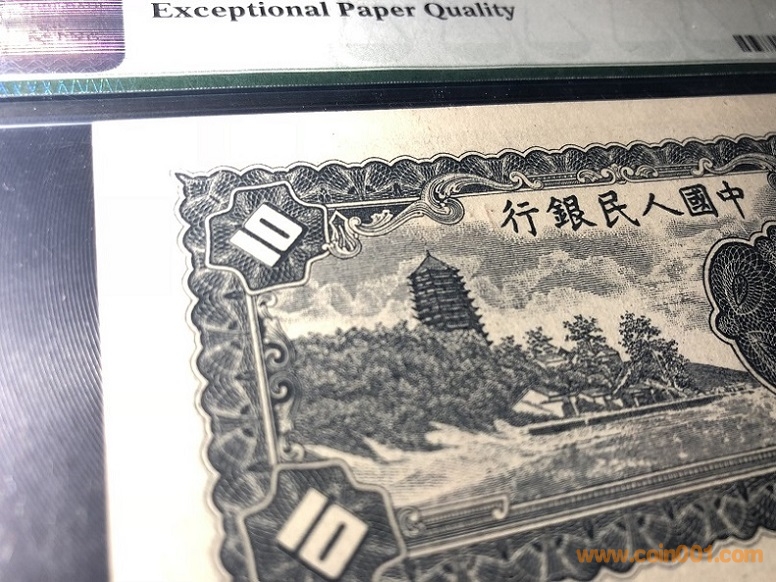 Exceptional Paper Quality
行銀民人國中
10
10
www.coin001.com